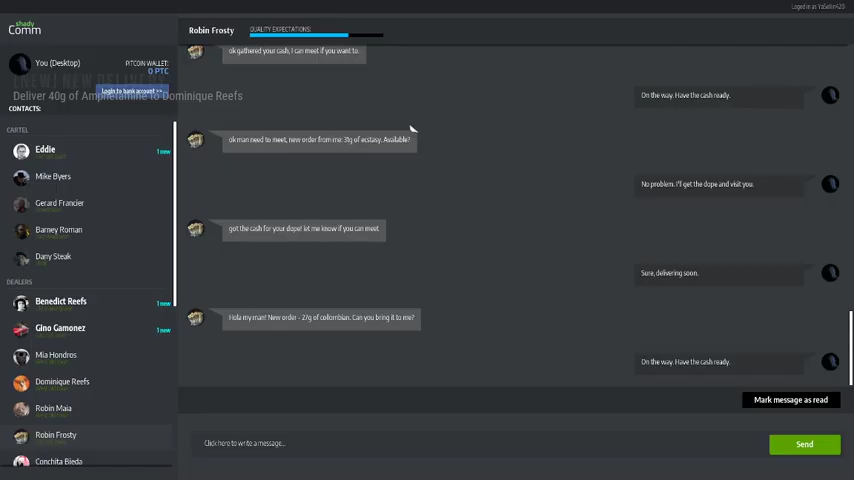 Logged in as YaSellin420
shady
Comm
You (Desktop)
PITCOIN WALLET:
0 PTC
[NEW] NEW DELIVERY
Login to bank account >>
Deliver 40g of Amphetamine to Dominique Reefs
CONTACTS:
CARTEL
Eddie
1 new
Mike Byers
Gerard Francier
Barney Roman
Dany Steak
DEALERS
Benedict Reefs
1 new
Gino Gamonez
1 new
Mia Hondros
Dominique Reefs
Robin Maia
Robin Frosty
Conchita Bieda
Robin Frosty
QUALITY EXPECTATIONS:
ok gathered your cash, I can meet if you want to.
On the way. Have the cash ready.
ok man need to meet, new order from me: 31g of ecstasy. Available?
No problem. I'll get the dope and visit you.
got the cash for your dope! let me know if you can meet
Sure, delivering soon.
Hola my man! New order - 27g of colombian. Can you bring it to me?
On the way. Have the cash ready.
Mark message as read
Click here to write a message...
Send